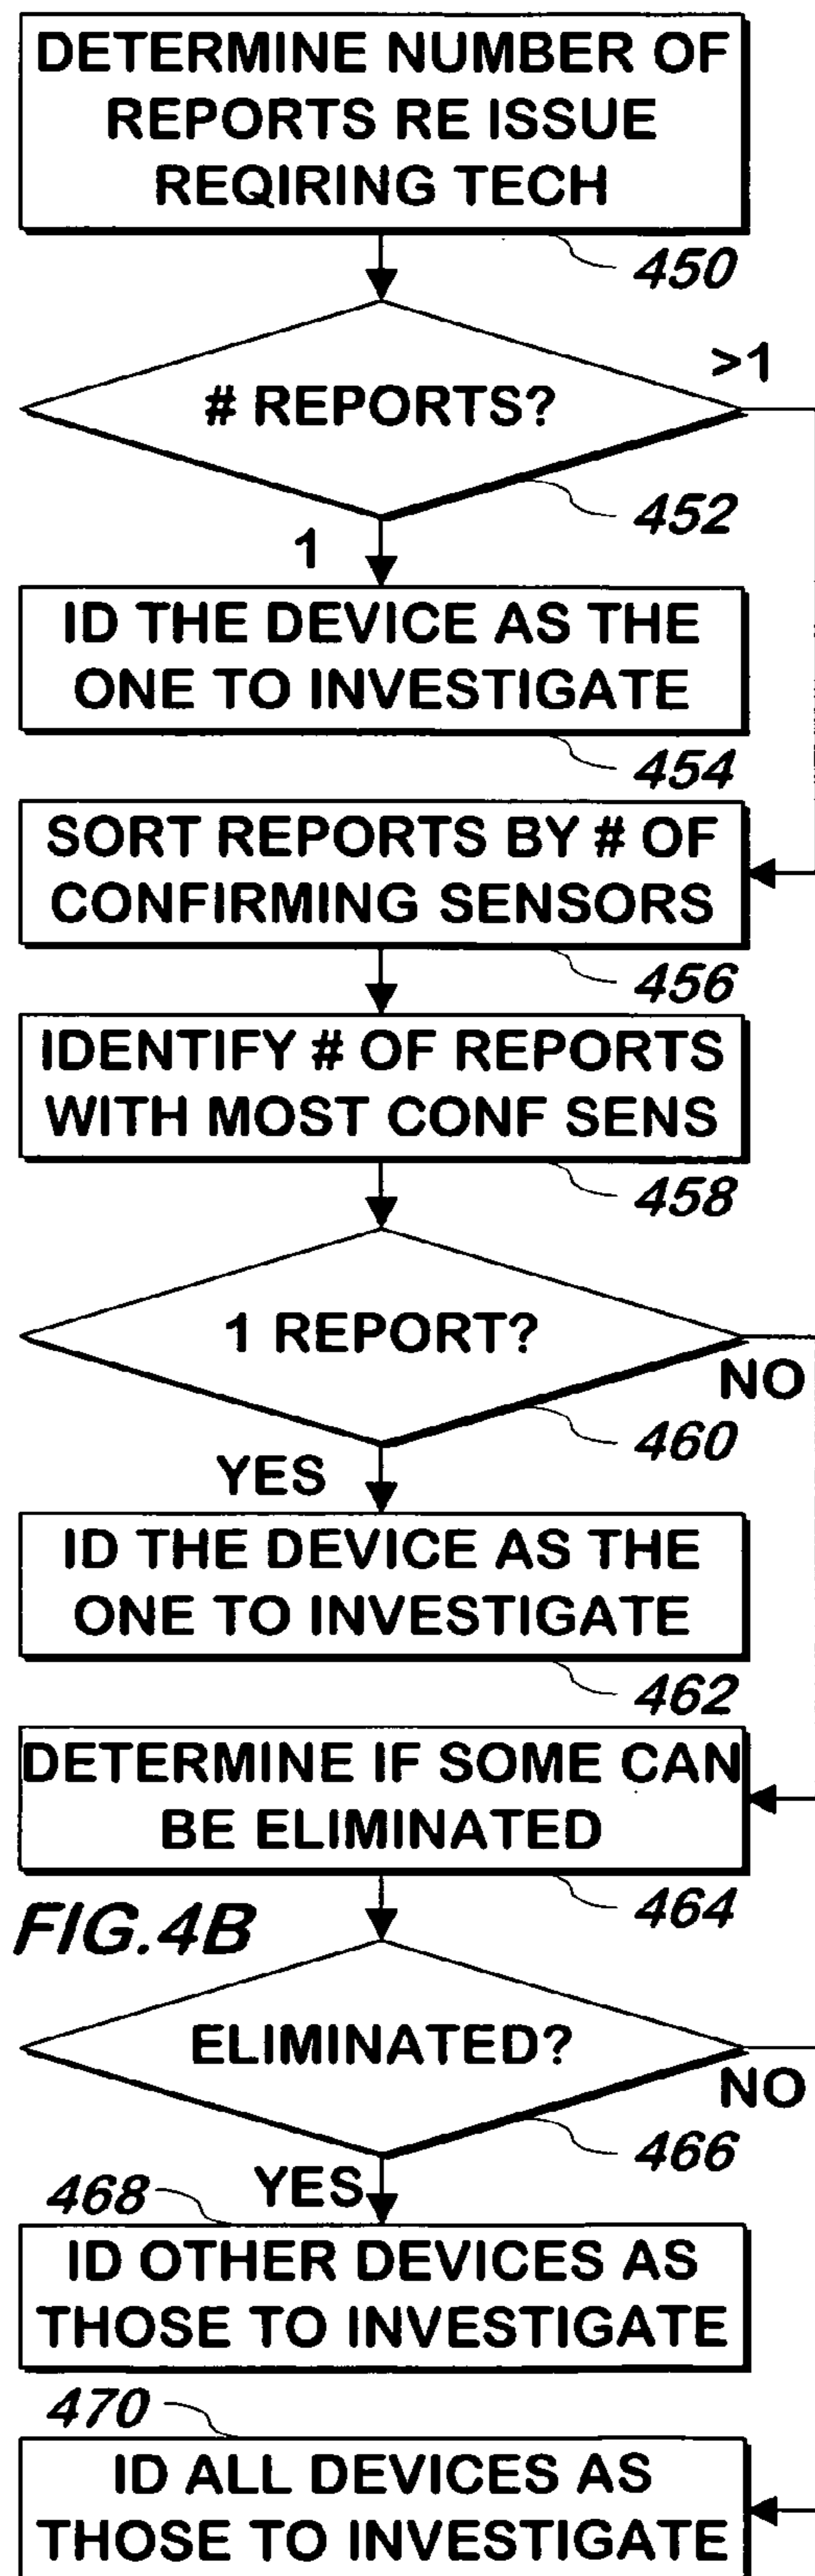 DETERMINE NUMBER OF
REPORTS RE ISSUE
REQIRING TECH
450
# REPORTS?
>1
452
1
ID THE DEVICE AS THE
ONE TO INVESTIGATE
454
SORT REPORTS BY # OF
CONFIRMING SENSORS
456
IDENTIFY # OF REPORTS
WITH MOST CONF SENS
458
1 REPORT?
NO
460
YES
ID THE DEVICE AS THE
ONE TO INVESTIGATE
462
DETERMINE IF SOME CAN
BE ELIMINATED
464
FIG.4B
ELIMINATED?
NO
466
YES
468
ID OTHER DEVICES AS
THOSE TO INVESTIGATE
470
ID ALL DEVICES AS
THOSE TO INVESTIGATE